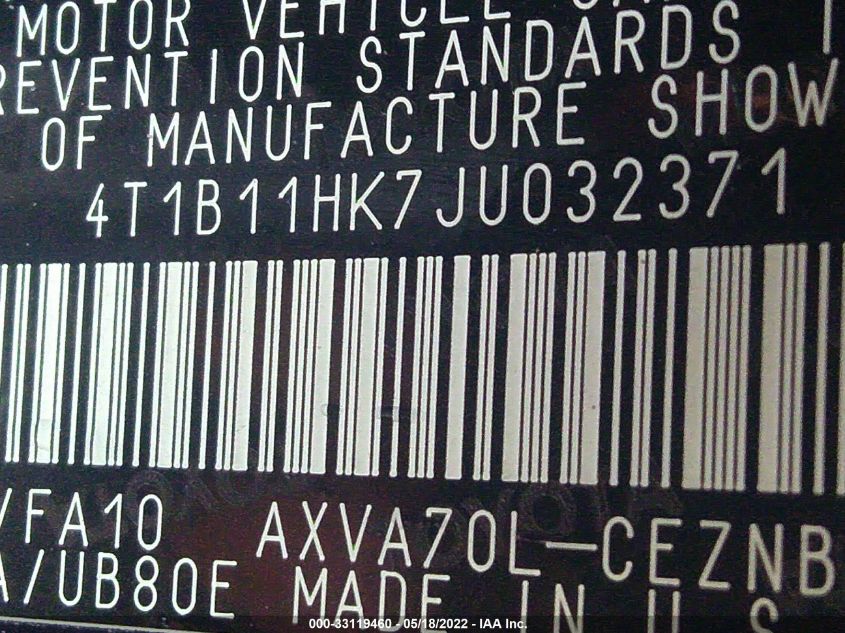 MOTOR VEHICLE
REVENTION STANDARDS
OF MANUFACTURE SHOW
4T1B11HK7JU032371
/FA10 AXVA70L-CEZNB
A/UB80E MADE IN U S
000-33119460 - 05/18/2022 - IAA Inc.